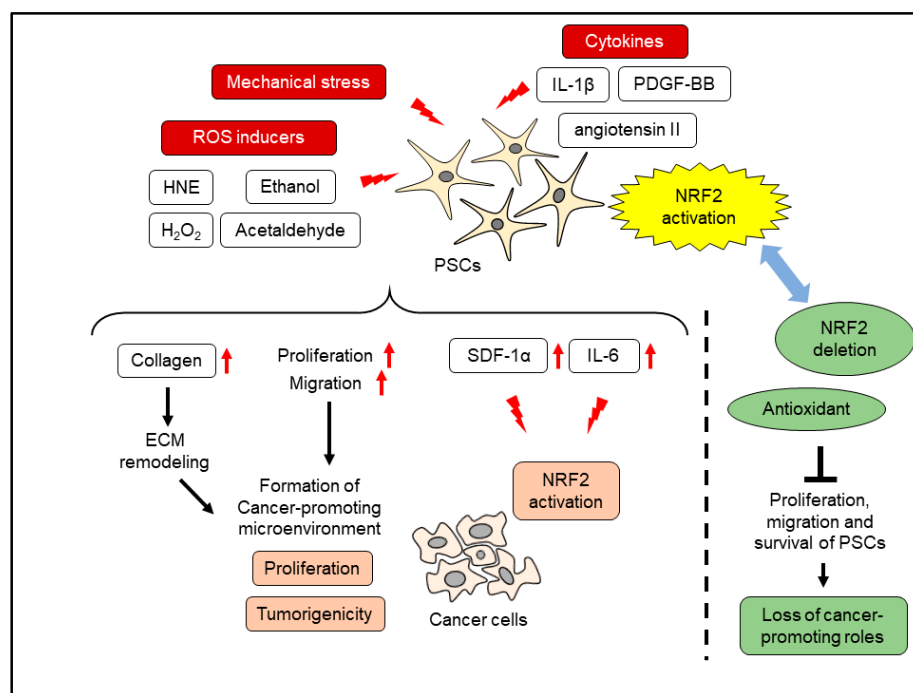 Cytokines
Mechanical stress
IL-1β
PDGF-BB
angiotensin II
ROS inducers
HNE
Ethanol
H₂O₂
Acetaldehyde
PSCs
NRF2
activation
NRF2
deletion
Antioxidant
Proliferation,
migration and
survival of PSCs
Loss of cancer-
promoting roles
Collagen
ECM
remodeling
Proliferation
Migration
Formation of
Cancer-promoting
microenvironment
Proliferation
Tumorigenicity
SDF-1α
IL-6
NRF2
activation
Cancer cells